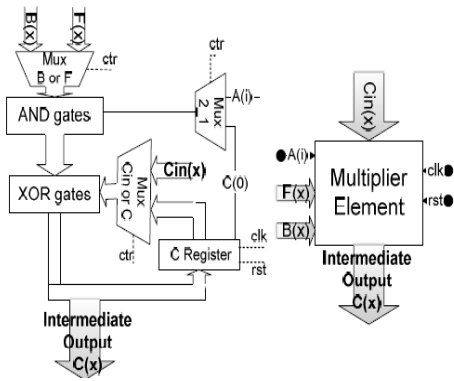 B(x)
F(x)
Mux
B or F
ctr
ctr
AND gates
Mux
2 1
A(i)
XOR gates
Mux
Cin or C
Cin(x)
C(0)
ctr
C Register
clk
rst
Intermediate
Output
C(x)
Cin(x)
A(i)
F(x)
B(x)
Multiplier
Element
clk
rst
Intermediate
Output
C(x)